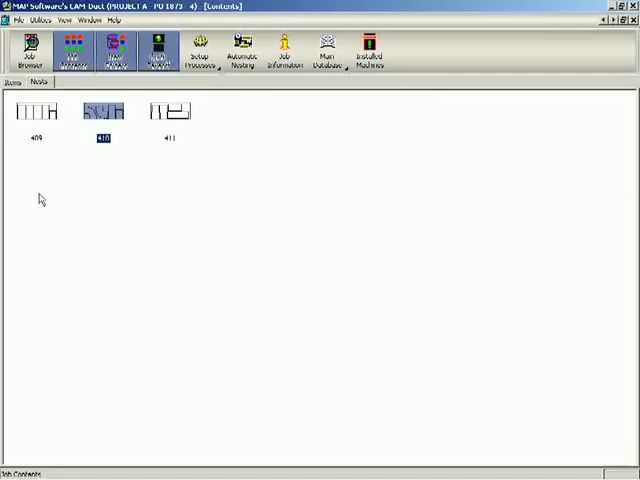 MAP Software's CAM-Duct (PROJECT A - PO 1873 - 4) - [Contents]
File Utilities View Window Help
Job Browser
Setup Processes
Automatic Nesting
Job Information
Main Database
Installed Machines
Items Nests
409 410 411
Job Contents